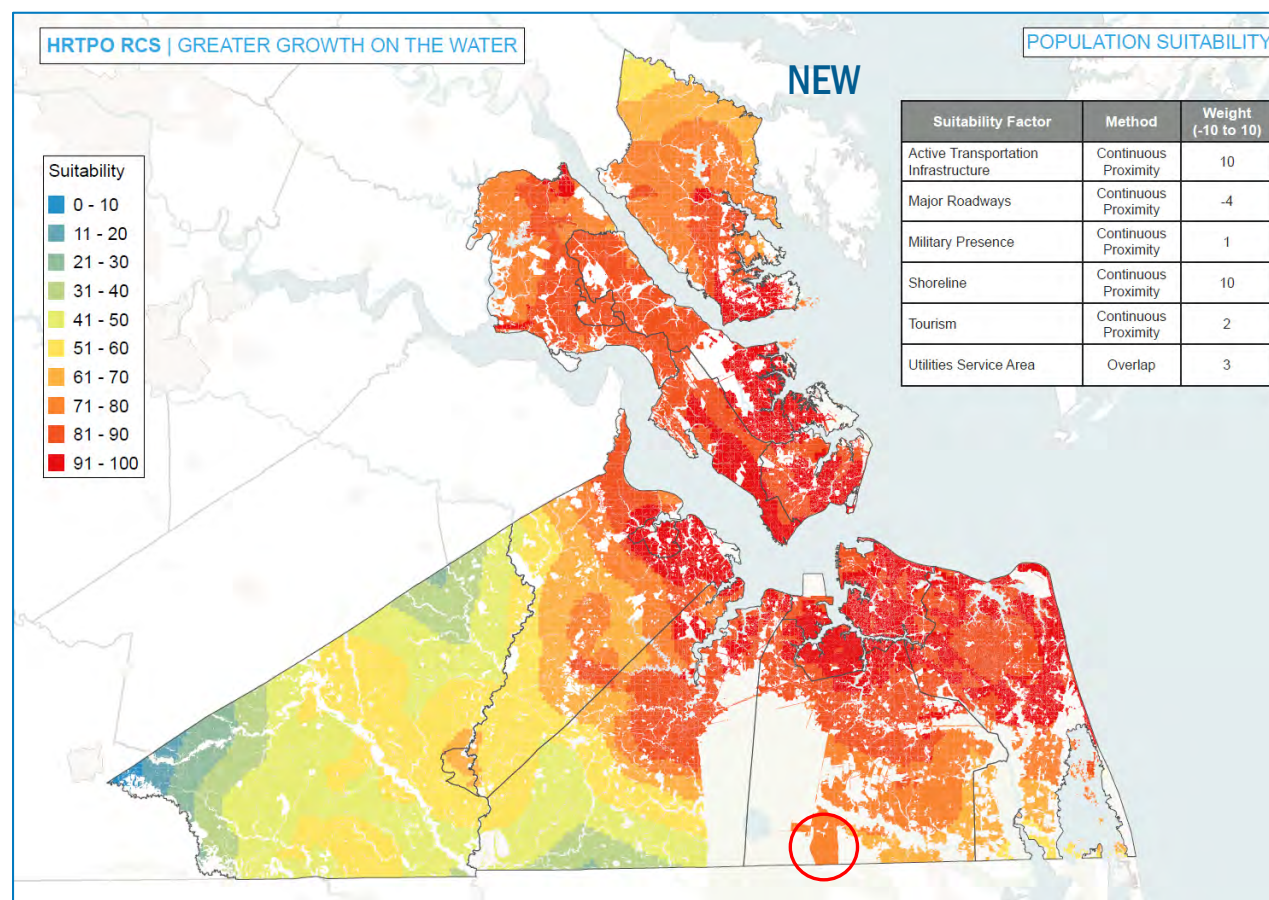 HRTPO RCS | GREATER GROWTH ON THE WATER
POPULATION SUITABILITY
NEW
Suitability Factor Method Weight
(-10 to 10)
Active Transportation
Infrastructure Continuous
Proximity 10
Major Roadways Continuous
Proximity -4
Military Presence Continuous
Proximity 1
Shoreline Continuous
Proximity 10
Tourism Continuous
Proximity 2
Utilities Service Area Overlap 3
Suitability
0 - 10
11 - 20
21 - 30
31 - 40
41 - 50
51 - 60
61 - 70
71 - 80
81 - 90
91 - 100